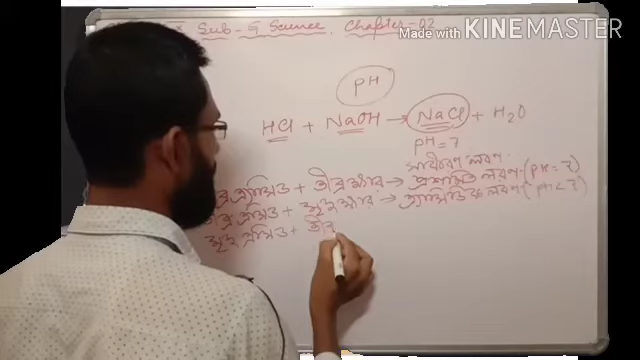 Made with KINEMASTER
Sub - G Science, Chapter - 02
PH
HCl + NaOH → NaCl + H₂O
pH = 7
সাধারণ লবণ
তীব্র ক্ষার → প্রশমিত লবণ (pH = 7)
মৃদু ক্ষার → লবণ (pH < 7)
মৃদু এসিড + তীব্র